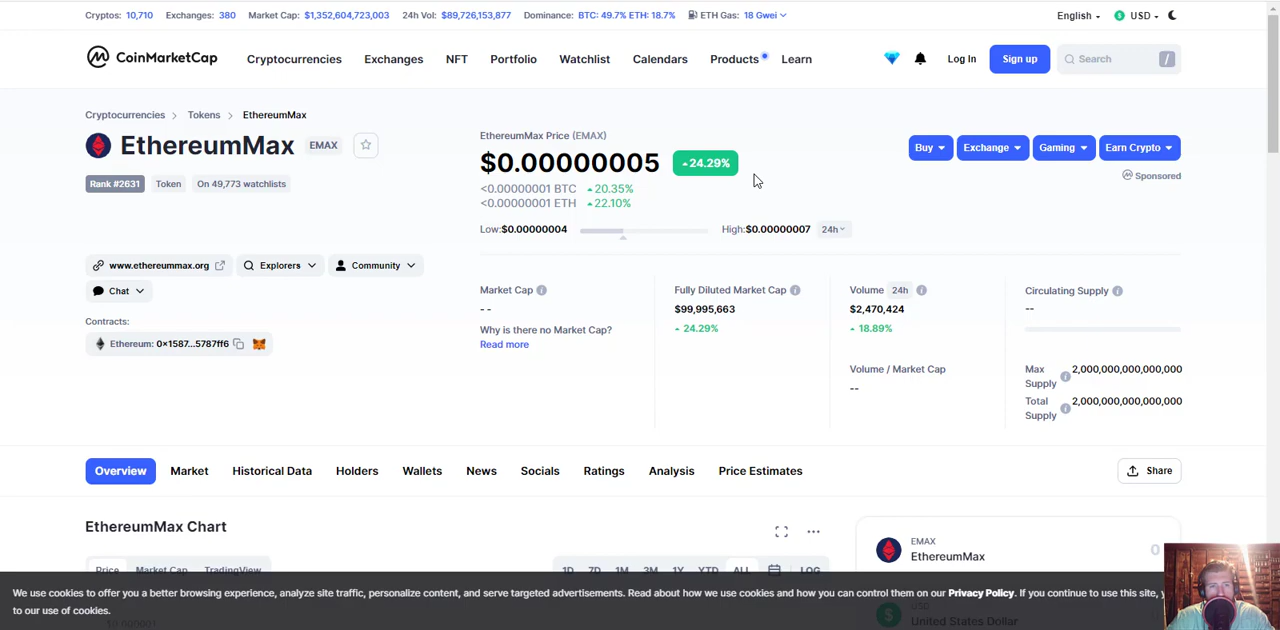 Cryptos: 10,710 Exchanges: 380 Market Cap: $1,352,604,723,003 24h Vol: $89,726,153,877 Dominance: BTC: 49.7% ETH: 18.7% ETH Gas: 18 Gwei English USD
CoinMarketCap Cryptocurrencies Exchanges NFT Portfolio Watchlist Calendars Products Learn Log In Sign up Search /
Cryptocurrencies > Tokens > EthereumMax
EthereumMax EMAX
Rank #2631 Token On 49,773 watchlists
www.ethereummax.org Explorers Community
Chat
Contracts:
Ethereum: 0x1587...5787ff6
EthereumMax Price (EMAX)
$0.00000005 24.29%
<0.00000001 BTC 20.35%
<0.00000001 ETH 22.10%
Low:$0.00000004 High:$0.00000007 24h
Buy Exchange Gaming Earn Crypto
Sponsored
Market Cap
- -
Why is there no Market Cap?
Read more
Fully Diluted Market Cap
$99,995,663
24.29%
Volume 24h
$2,470,424
18.89%
Volume / Market Cap
--
Circulating Supply
--
Max Supply 2,000,000,000,000,000
Total Supply 2,000,000,000,000,000
Overview Market Historical Data Holders Wallets News Socials Ratings Analysis Price Estimates Share
EthereumMax Chart
Price Market Cap TradingView 1D 7D 1M 3M 1Y YTD ALL LOG
EMAX
EthereumMax 0
USD
United States Dollar
We use cookies to offer you a better browsing experience, analyze site traffic, personalize content, and serve targeted advertisements. Read about how we use cookies and how you can control them on our Privacy Policy. If you continue to use this site,
to our use of cookies.